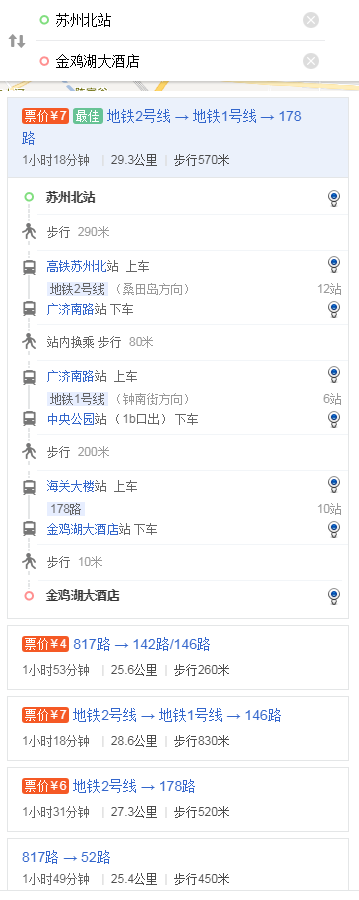 苏州北站
金鸡湖大酒店
票价¥7 最佳 地铁2号线 → 地铁1号线 → 178
路
1小时18分钟 | 29.3公里 | 步行570米
苏州北站
步行 290米
高铁苏州北站 上车
地铁2号线 （桑田岛方向） 12站
广济南路站 下车
站内换乘 步行 80米
广济南路站 上车
地铁1号线 （钟南街方向） 6站
中央公园站 （ 1b口出 ） 下车
步行 200米
海关大楼站 上车
178路 10站
金鸡湖大酒店站 下车
步行 10米
金鸡湖大酒店
票价¥4 817路 → 142路/146路
1小时53分钟 | 25.6公里 | 步行260米
票价¥7 地铁2号线 → 地铁1号线 → 146路
1小时18分钟 | 28.6公里 | 步行830米
票价¥6 地铁2号线 → 178路
1小时31分钟 | 27.3公里 | 步行520米
817路 → 52路
1小时49分钟 | 25.4公里 | 步行450米